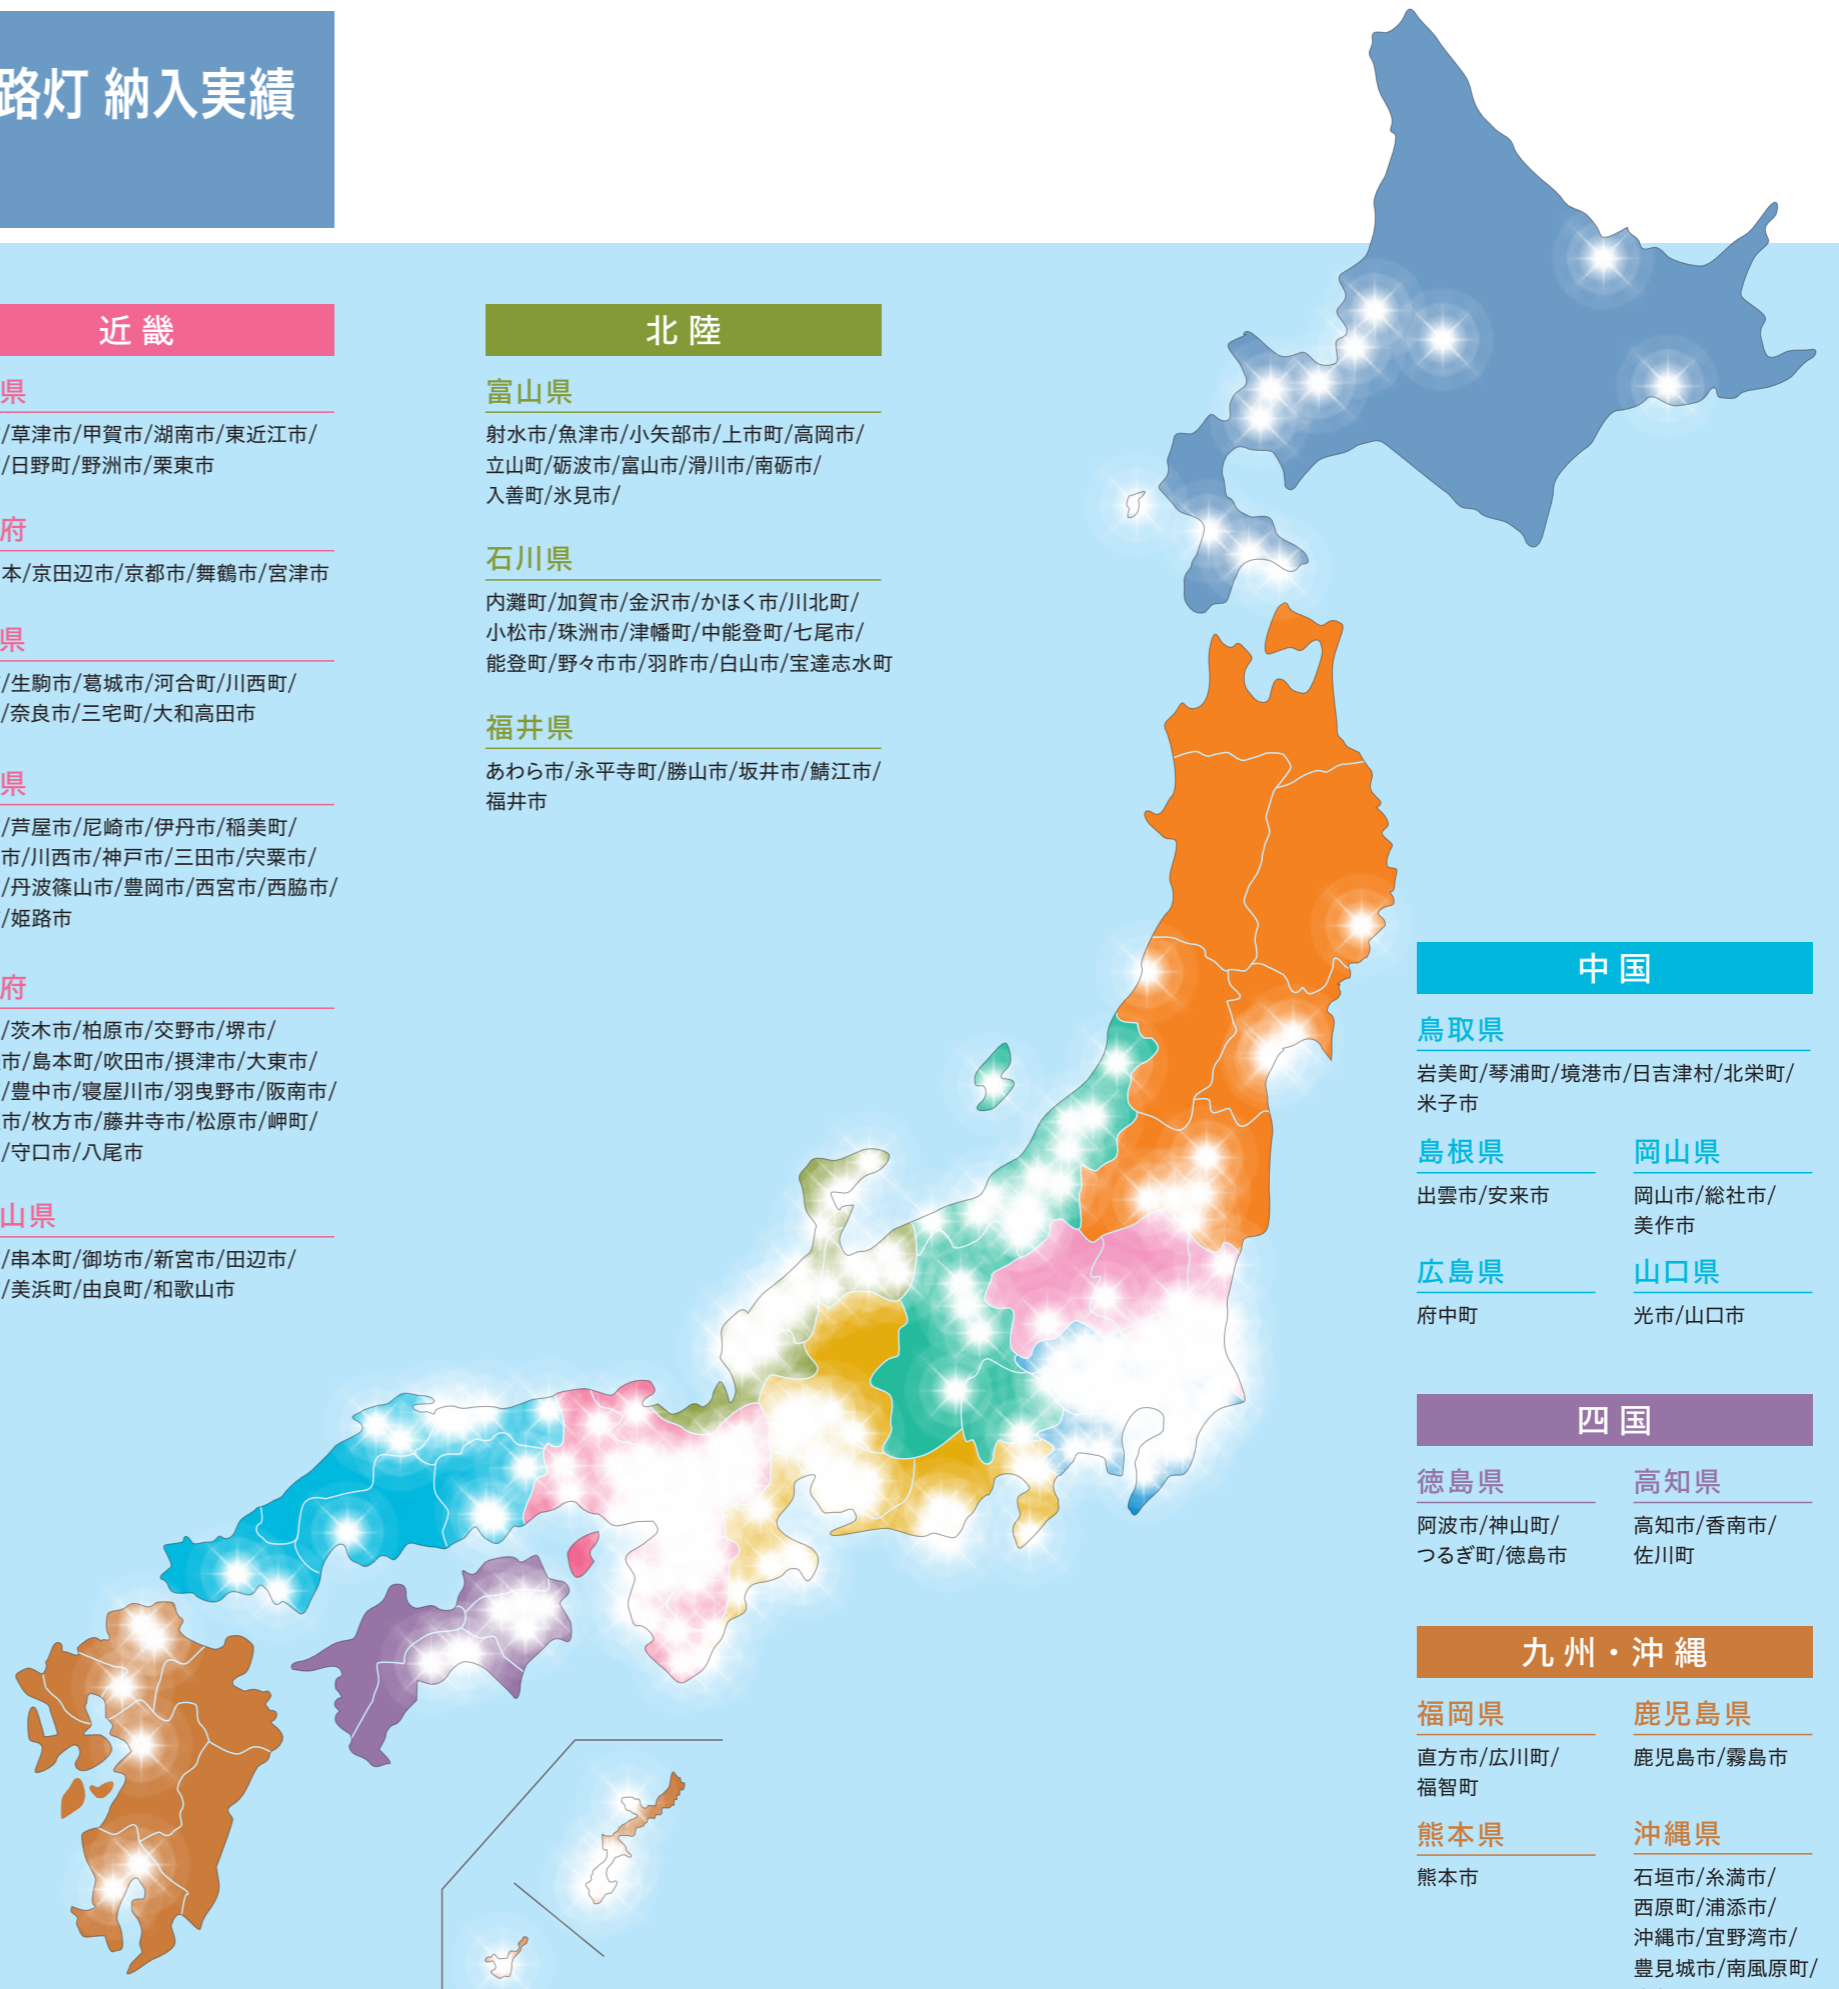 路灯 納入実績
近畿
県
/草津市/甲賀市/湖南市/東近江市/
/日野町/野洲市/栗東市
府
本/京田辺市/京都市/舞鶴市/宮津市
県
/生駒市/葛城市/河合町/川西町/
/奈良市/三宅町/大和高田市
県
/芦屋市/尼崎市/伊丹市/稲美町/
市/川西市/神戸市/三田市/宍粟市/
/丹波篠山市/豊岡市/西宮市/西脇市/
/姫路市
府
/茨木市/柏原市/交野市/堺市/
市/島本町/吹田市/摂津市/大東市/
/豊中市/寝屋川市/羽曳野市/阪南市/
市/枚方市/藤井寺市/松原市/岬町/
/守口市/八尾市
山県
/串本町/御坊市/新宮市/田辺市/
/美浜町/由良町/和歌山市
北陸
富山県
射水市/魚津市/小矢部市/上市町/高岡市/
立山町/砺波市/富山市/滑川市/南砺市/
入善町/氷見市/
石川県
内灘町/加賀市/金沢市/かほく市/川北町/
小松市/珠洲市/津幡町/中能登町/七尾市/
能登町/野々市市/羽昨市/白山市/宝達志水町
福井県
あわら市/永平寺町/勝山市/坂井市/鯖江市/
福井市
中国
鳥取県
岩美町/琴浦町/境港市/日吉津村/北栄町/
米子市
島根県
出雲市/安来市
岡山県
岡山市/総社市/
美作市
広島県
府中町
山口県
光市/山口市
四国
徳島県
阿波市/神山町/
つるぎ町/徳島市
高知県
高知市/香南市/
佐川町
九州・沖縄
福岡県
直方市/広川町/
福智町
鹿児島県
鹿児島市/霧島市
熊本県
熊本市
沖縄県
石垣市/糸満市/
西原町/浦添市/
沖縄市/宜野湾市/
豊見城市/南風原町/